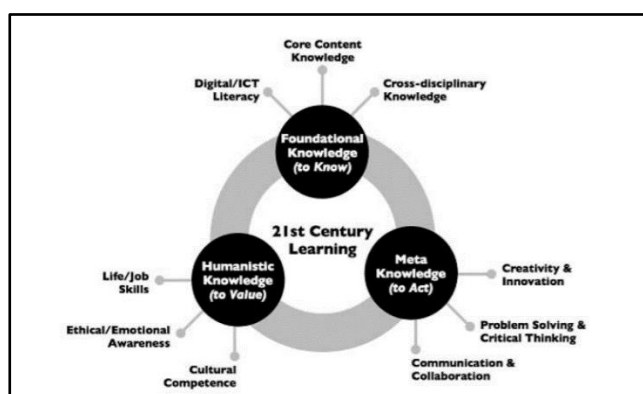 Core Content
Knowledge
Digital/ICT
Literacy
Cross-disciplinary
Knowledge
Foundational
Knowledge
(to Know)
21st Century
Learning
Humanistic
Knowledge
(to Value)
Meta
Knowledge
(to Act)
Life/Job
Skills
Ethical/Emotional
Awareness
Cultural
Competence
Creativity &
Innovation
Problem Solving &
Critical Thinking
Communication &
Collaboration